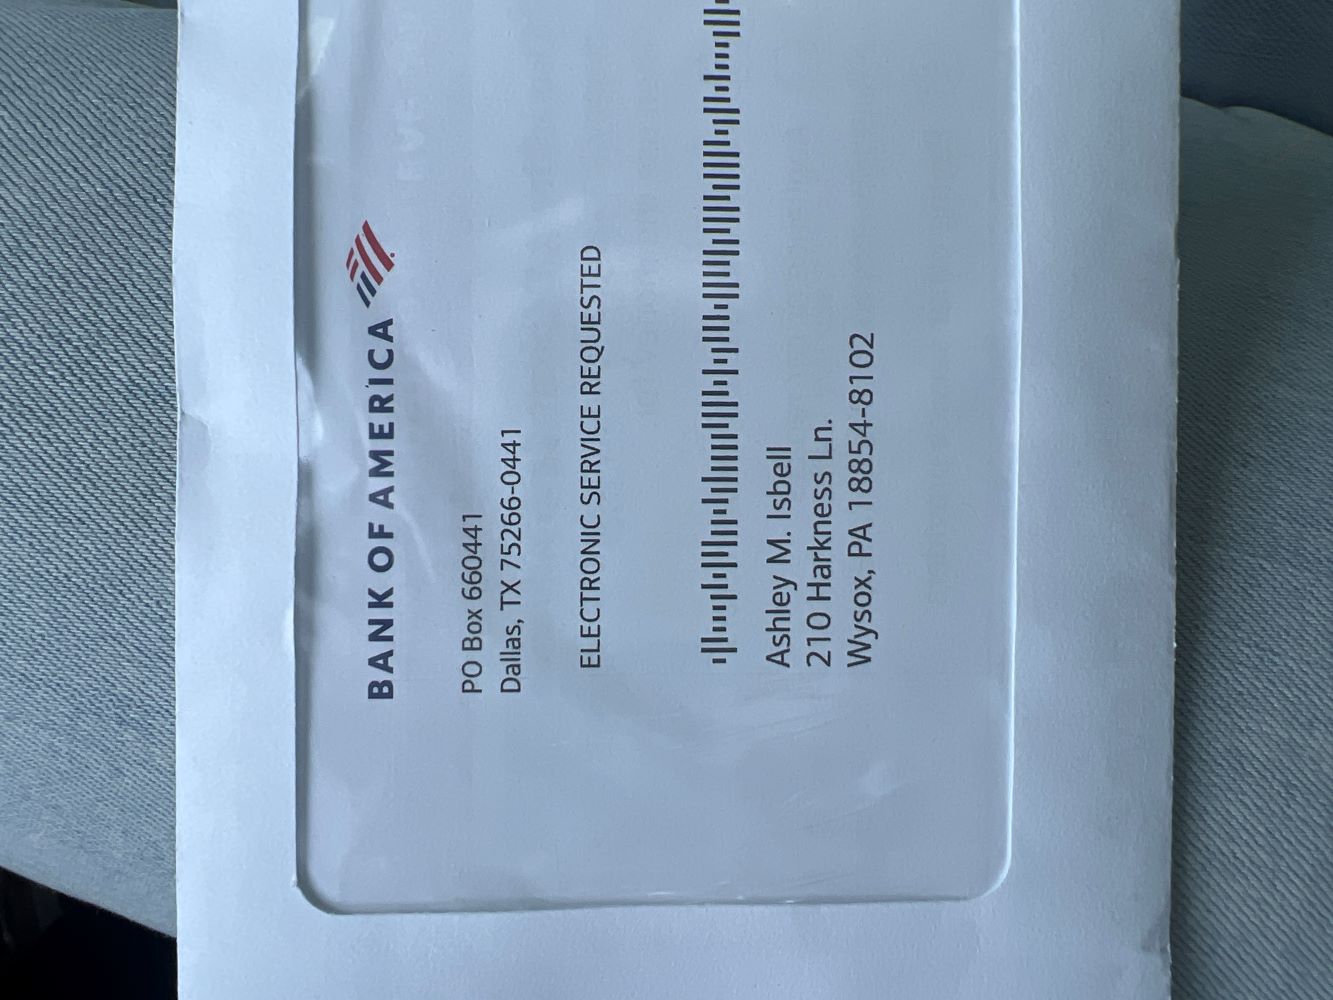 BANK OF AMERICA
PO Box 660441
Dallas, TX 75266-0441
ELECTRONIC SERVICE REQUESTED
Ashley M. Isbell
210 Harkness Ln.
Wysox, PA 18854-8102